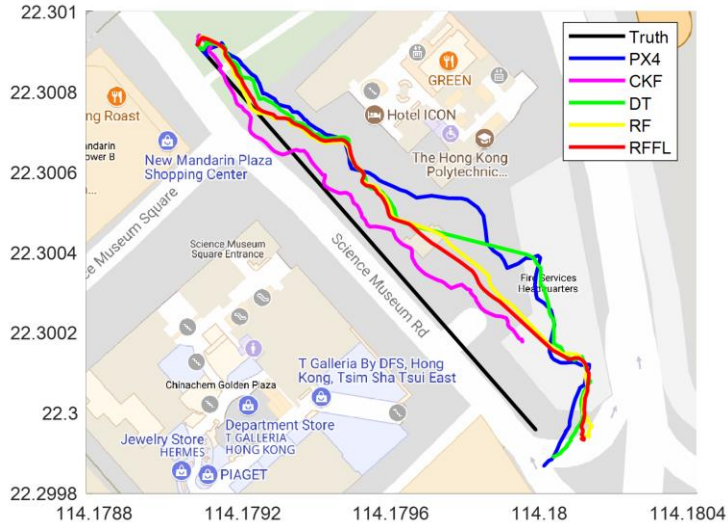 22.301
22.3008
22.3006
22.3004
22.3002
22.3
22.2998
114.1788
114.1792
114.1796
114.18
114.1804
Truth
PX4
CKF
DT
RF
RFFL
GREEN
ng Roast
Hotel ICON
mandarin
ower B
New Mandarin Plaza
Shopping Center
The Hong Kong
Polytechnic...
ce Museum Square
Science Museum
Square Entrance
Science Museum Rd
Fire Services
Headquarters
T Galleria By DFS, Hong
Kong, Tsim Sha Tsui East
Chinachem Golden Plaza
Department Store
T GALLERIA
HONG KONG
Jewelry Store
HERMES
PIAGET